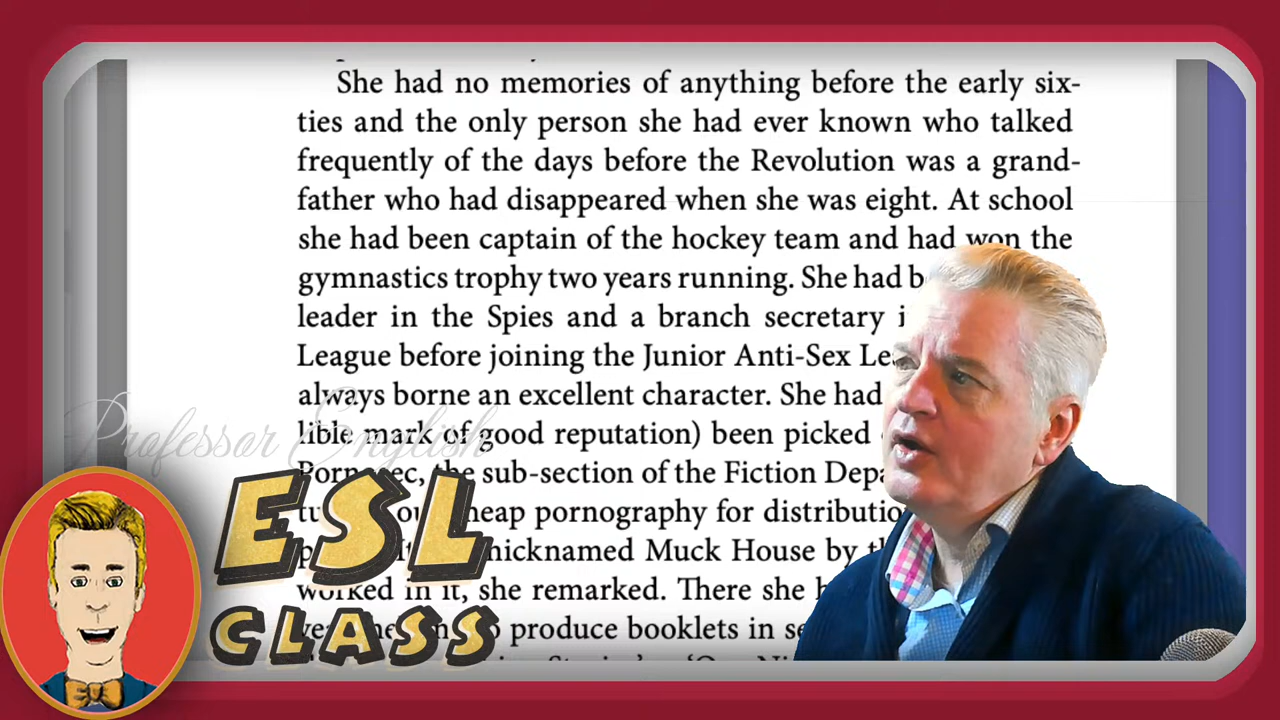 She had no memories of anything before the early six-
ties and the only person she had ever known who talked
frequently of the days before the Revolution was a grand-
father who had disappeared when she was eight. At school
she had been captain of the hockey team and had won the
gymnastics trophy two years running. She had
leader in the Spies and a branch secretary
League before joining the Junior Anti-Sex
always borne an excellent character. She had
lible mark of good reputation) been picked
Pornosec, the sub-section of the Fiction
cheap pornography for
nicknamed Muck House by
worked in it, she remarked. There she
produce booklets in
Professor English
ESL
CLASS